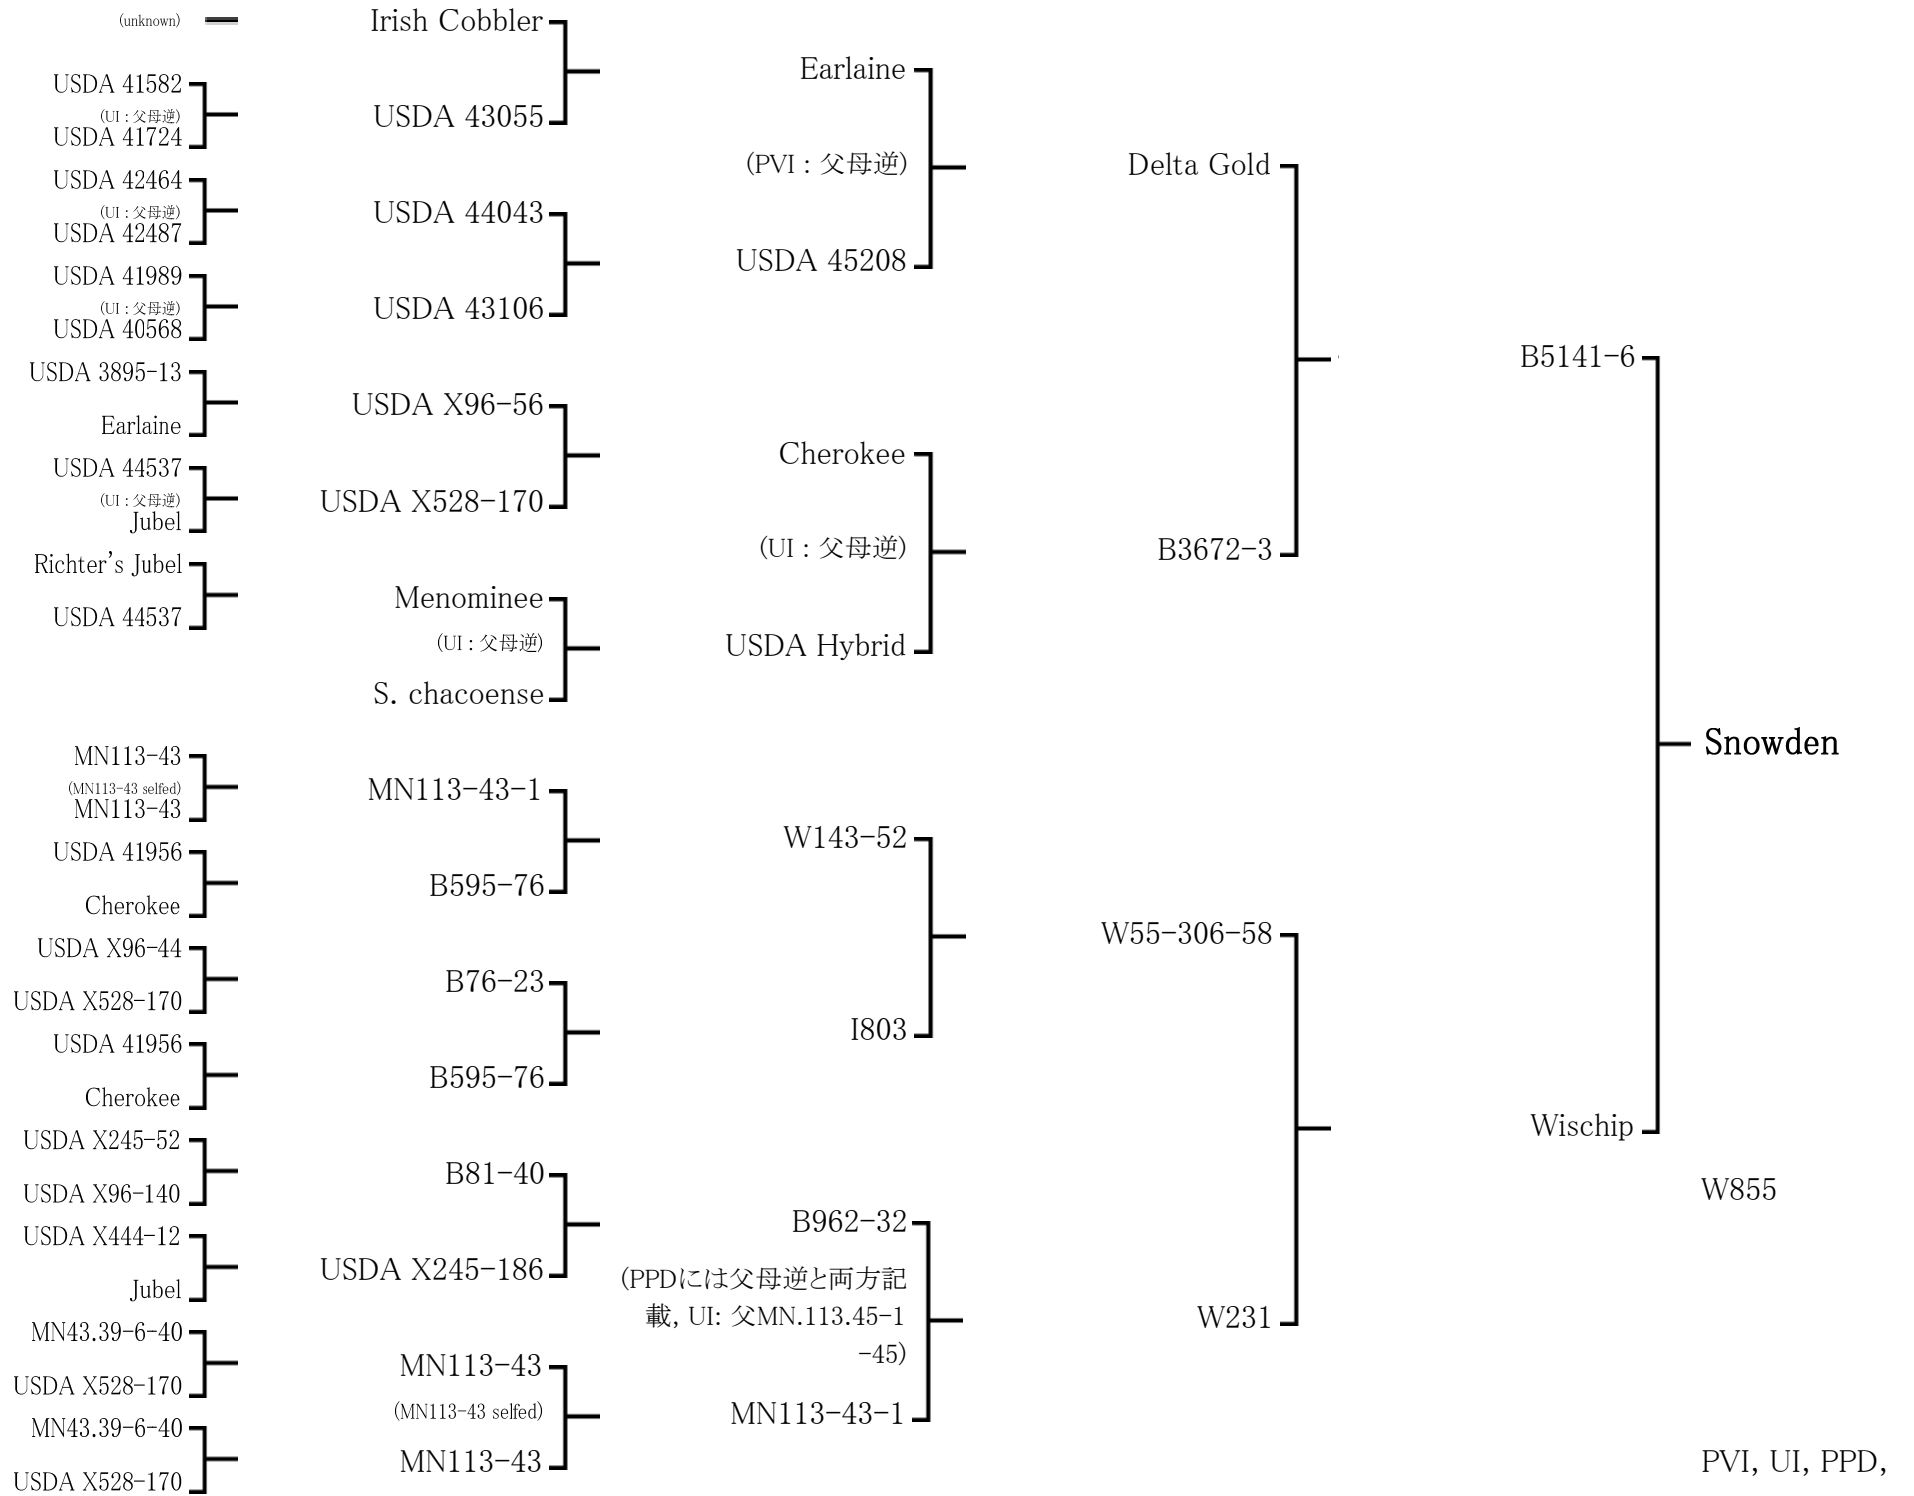 (unknown)
USDA 41582
(UI : 父母逆)
USDA 41724
USDA 42464
(UI : 父母逆)
USDA 42487
USDA 41989
(UI : 父母逆)
USDA 40568
USDA 3895-13
Earlaine
USDA 44537
(UI : 父母逆)
Jubel
Richter's Jubel
USDA 44537
MN113-43
(MN113-43 selfed)
MN113-43
USDA 41956
Cherokee
USDA X96-44
USDA X528-170
USDA 41956
Cherokee
USDA X245-52
USDA X96-140
USDA X444-12
Jubel
MN43.39-6-40
USDA X528-170
MN43.39-6-40
USDA X528-170
Irish Cobbler
USDA 43055
USDA 44043
USDA 43106
USDA X96-56
USDA X528-170
Menominee
(UI : 父母逆)
S. chacoense
MN113-43-1
B595-76
B76-23
B595-76
B81-40
USDA X245-186
MN113-43
(MN113-43 selfed)
MN113-43
Earlaine
(PVI : 父母逆)
USDA 45208
Cherokee
(UI : 父母逆)
USDA Hybrid
W143-52
I803
B962-32
(PPDには父母逆と両方記
載, UI: 父MN.113.45-1
-45)
MN113-43-1
Delta Gold
B3672-3
W55-306-58
W231
B5141-6
Wischip
Snowden
W855
PVI, UI, PPD,